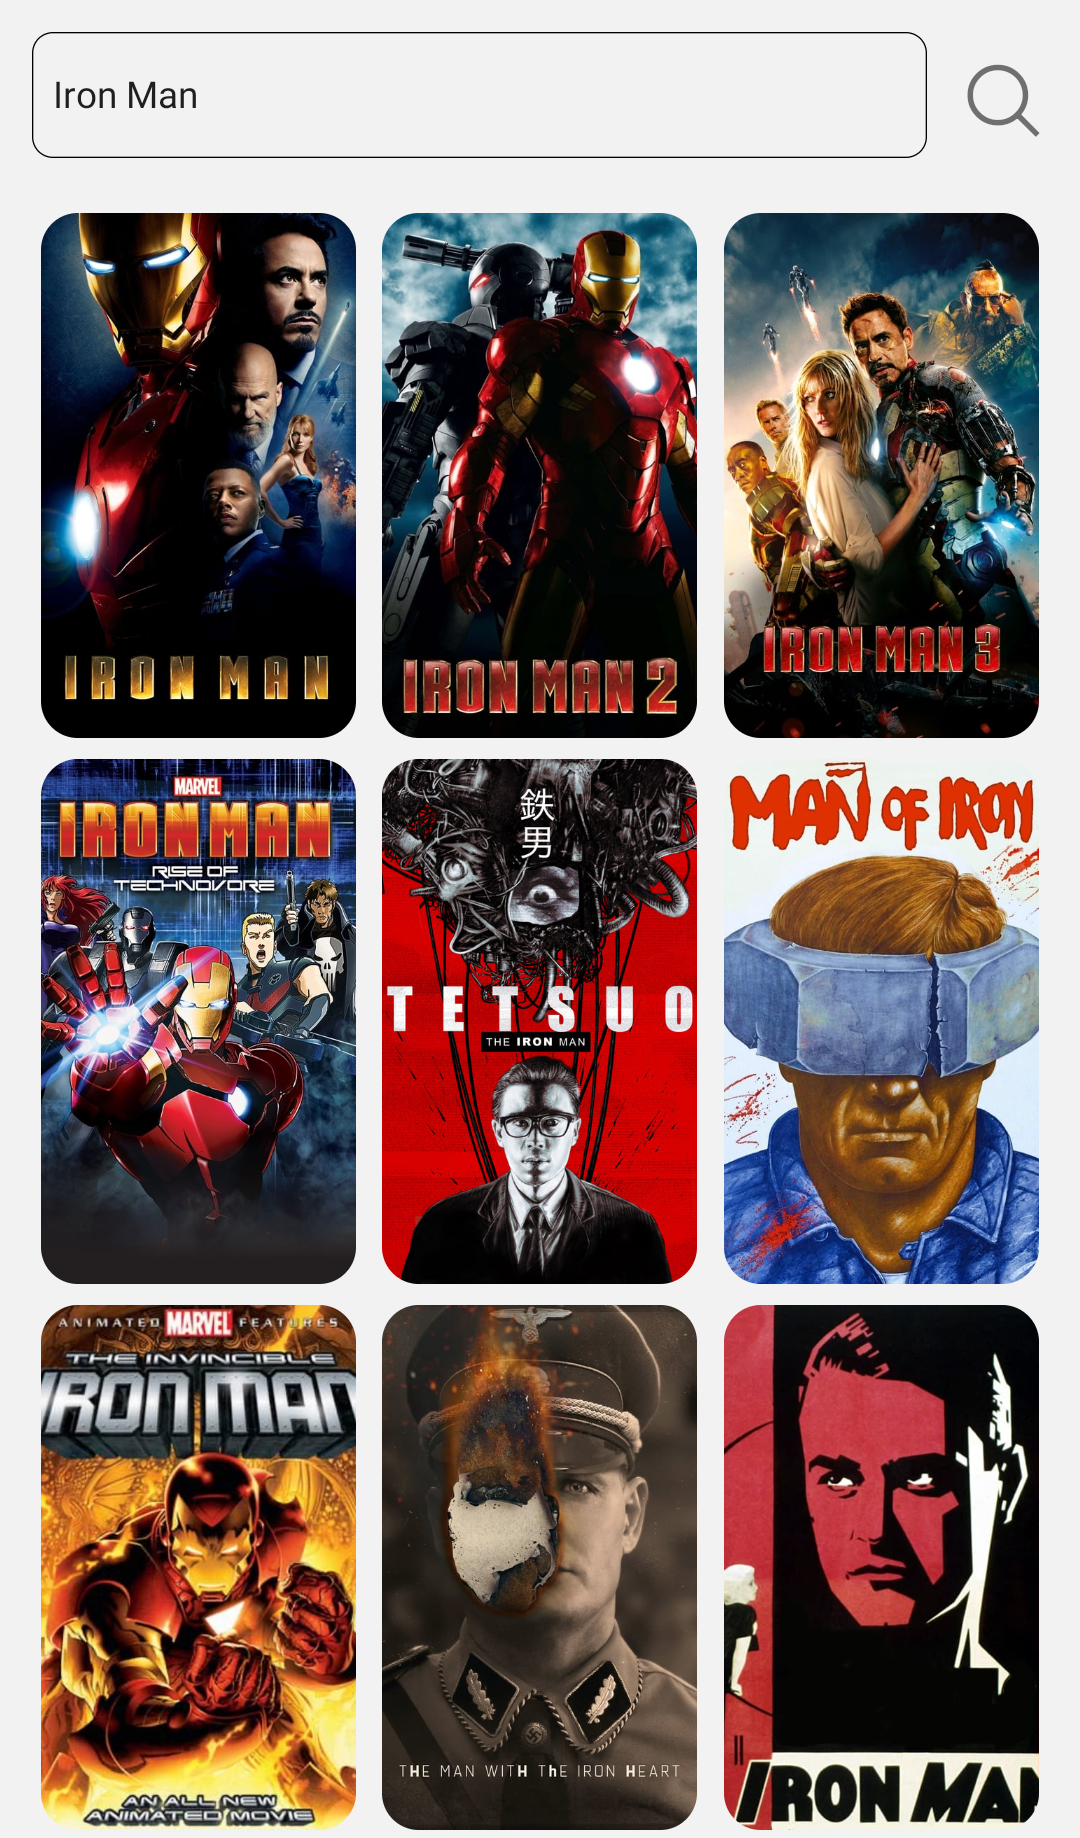 Iron Man
IRON MAN
IRON MAN 2
IRON MAN 3
MARVEL
IRON MAN
RISE OF
TECHNOVORE
鉄
男
TETSUO
THE IRON MAN
MAN OF IRON
ANIMATED MARVEL FEATURES
THE INVINCIBLE
IRON MAN
AN ALL NEW
ANIMATED MOVIE
THE MAN WITH ThE IRON HEART
IRON MAN